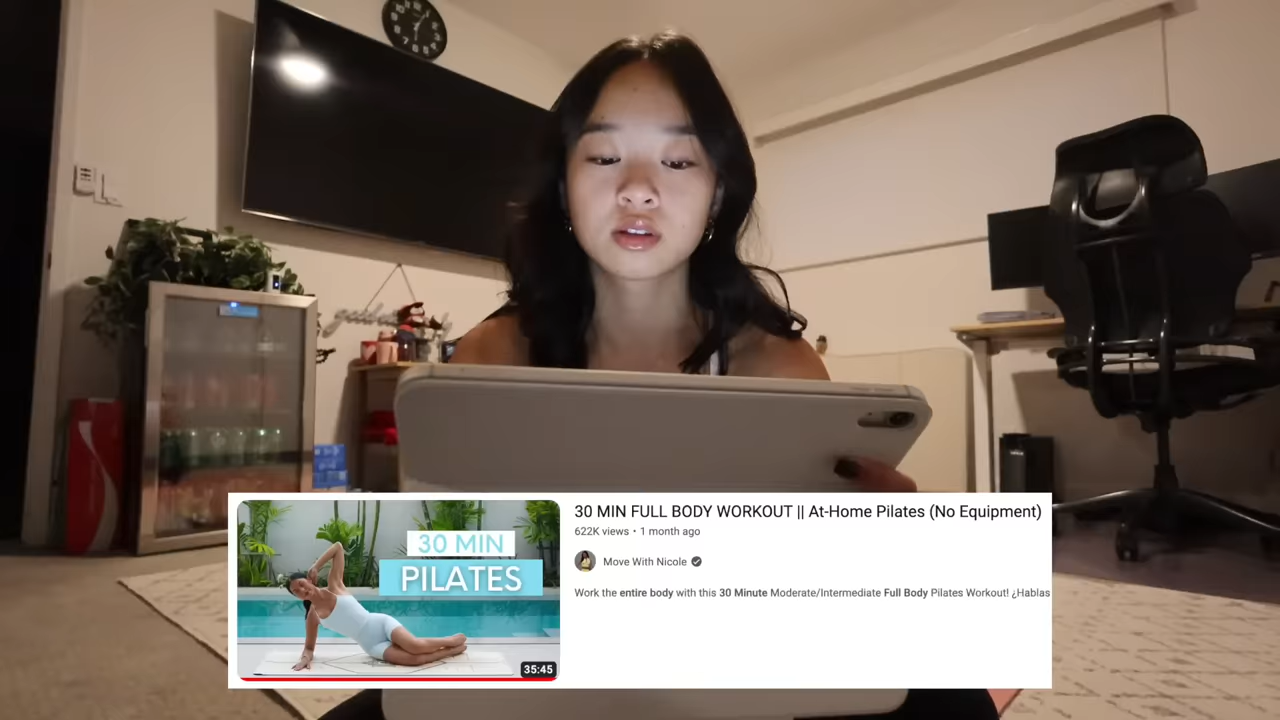 30 MIN
PILATES
35:45
30 MIN FULL BODY WORKOUT || At-Home Pilates (No Equipment)
622K views • 1 month ago
Move With Nicole
Work the entire body with this 30 Minute Moderate/Intermediate Full Body Pilates Workout! ¿Hablas